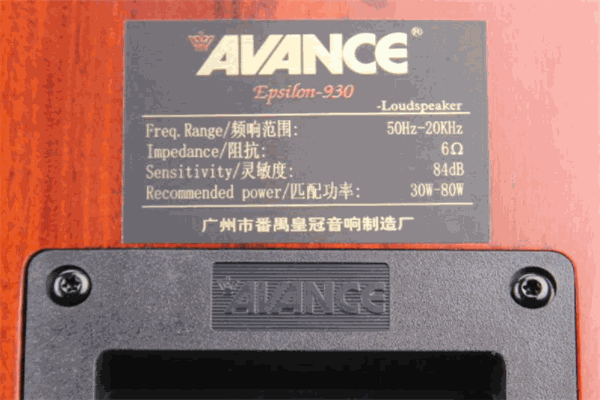 AVANCE®
Epsilon-930
-Loudspeaker
Freq.Range/频响范围: 50Hz-20KHz
Impedance/阻抗: 6Ω
Sensitivity/灵敏度: 84dB
Recommended power/匹配功率: 30W-80W
广州市番禺皇冠音响制造厂
AVANCE